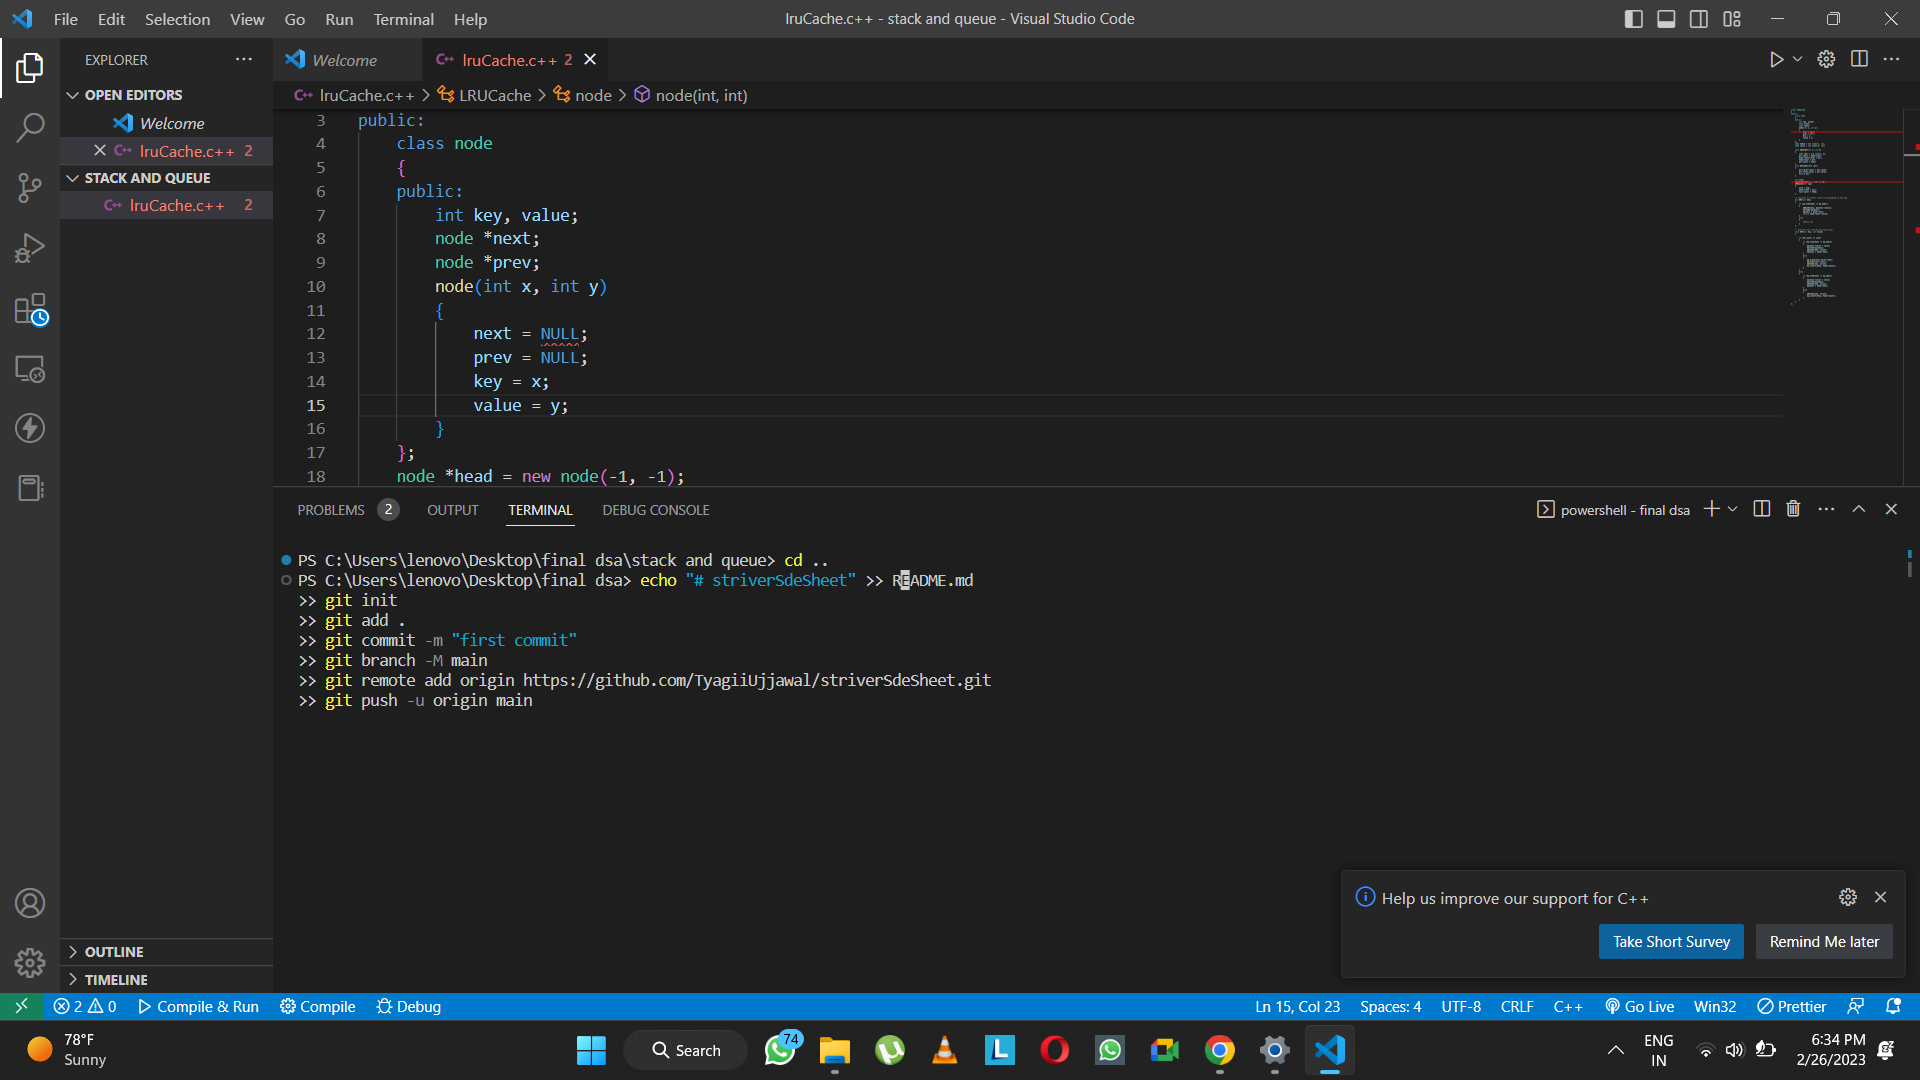 File Edit Selection View Go Run Terminal Help
lruCache.c++ - stack and queue - Visual Studio Code
EXPLORER
OPEN EDITORS
Welcome
lruCache.c++ 2
STACK AND QUEUE
lruCache.c++ 2
OUTLINE
TIMELINE
Welcome
lruCache.c++ 2
lruCache.c++ > LRUCache > node > node(int, int)
3 public:
4 class node
5 {
6 public:
7 int key, value;
8 node *next;
9 node *prev;
10 node(int x, int y)
11 {
12 next = NULL;
13 prev = NULL;
14 key = x;
15 value = y;
16 }
17 };
18 node *head = new node(-1, -1);
PROBLEMS 2 OUTPUT TERMINAL DEBUG CONSOLE
powershell - final dsa
PS C:\Users\lenovo\Desktop\final dsa\stack and queue> cd ..
PS C:\Users\lenovo\Desktop\final dsa> echo "# striverSdeSheet" >> README.md
>> git init
>> git add .
>> git commit -m "first commit"
>> git branch -M main
>> git remote add origin https://github.com/TyagiiUjjawal/striverSdeSheet.git
>> git push -u origin main
Help us improve our support for C++
Take Short Survey
Remind Me later
2 0 Compile & Run Compile Debug
Ln 15, Col 23 Spaces: 4 UTF-8 CRLF C++ Go Live Win32 Prettier
78°F
Sunny
Search
74
L
ENG
IN
6:34 PM
2/26/2023